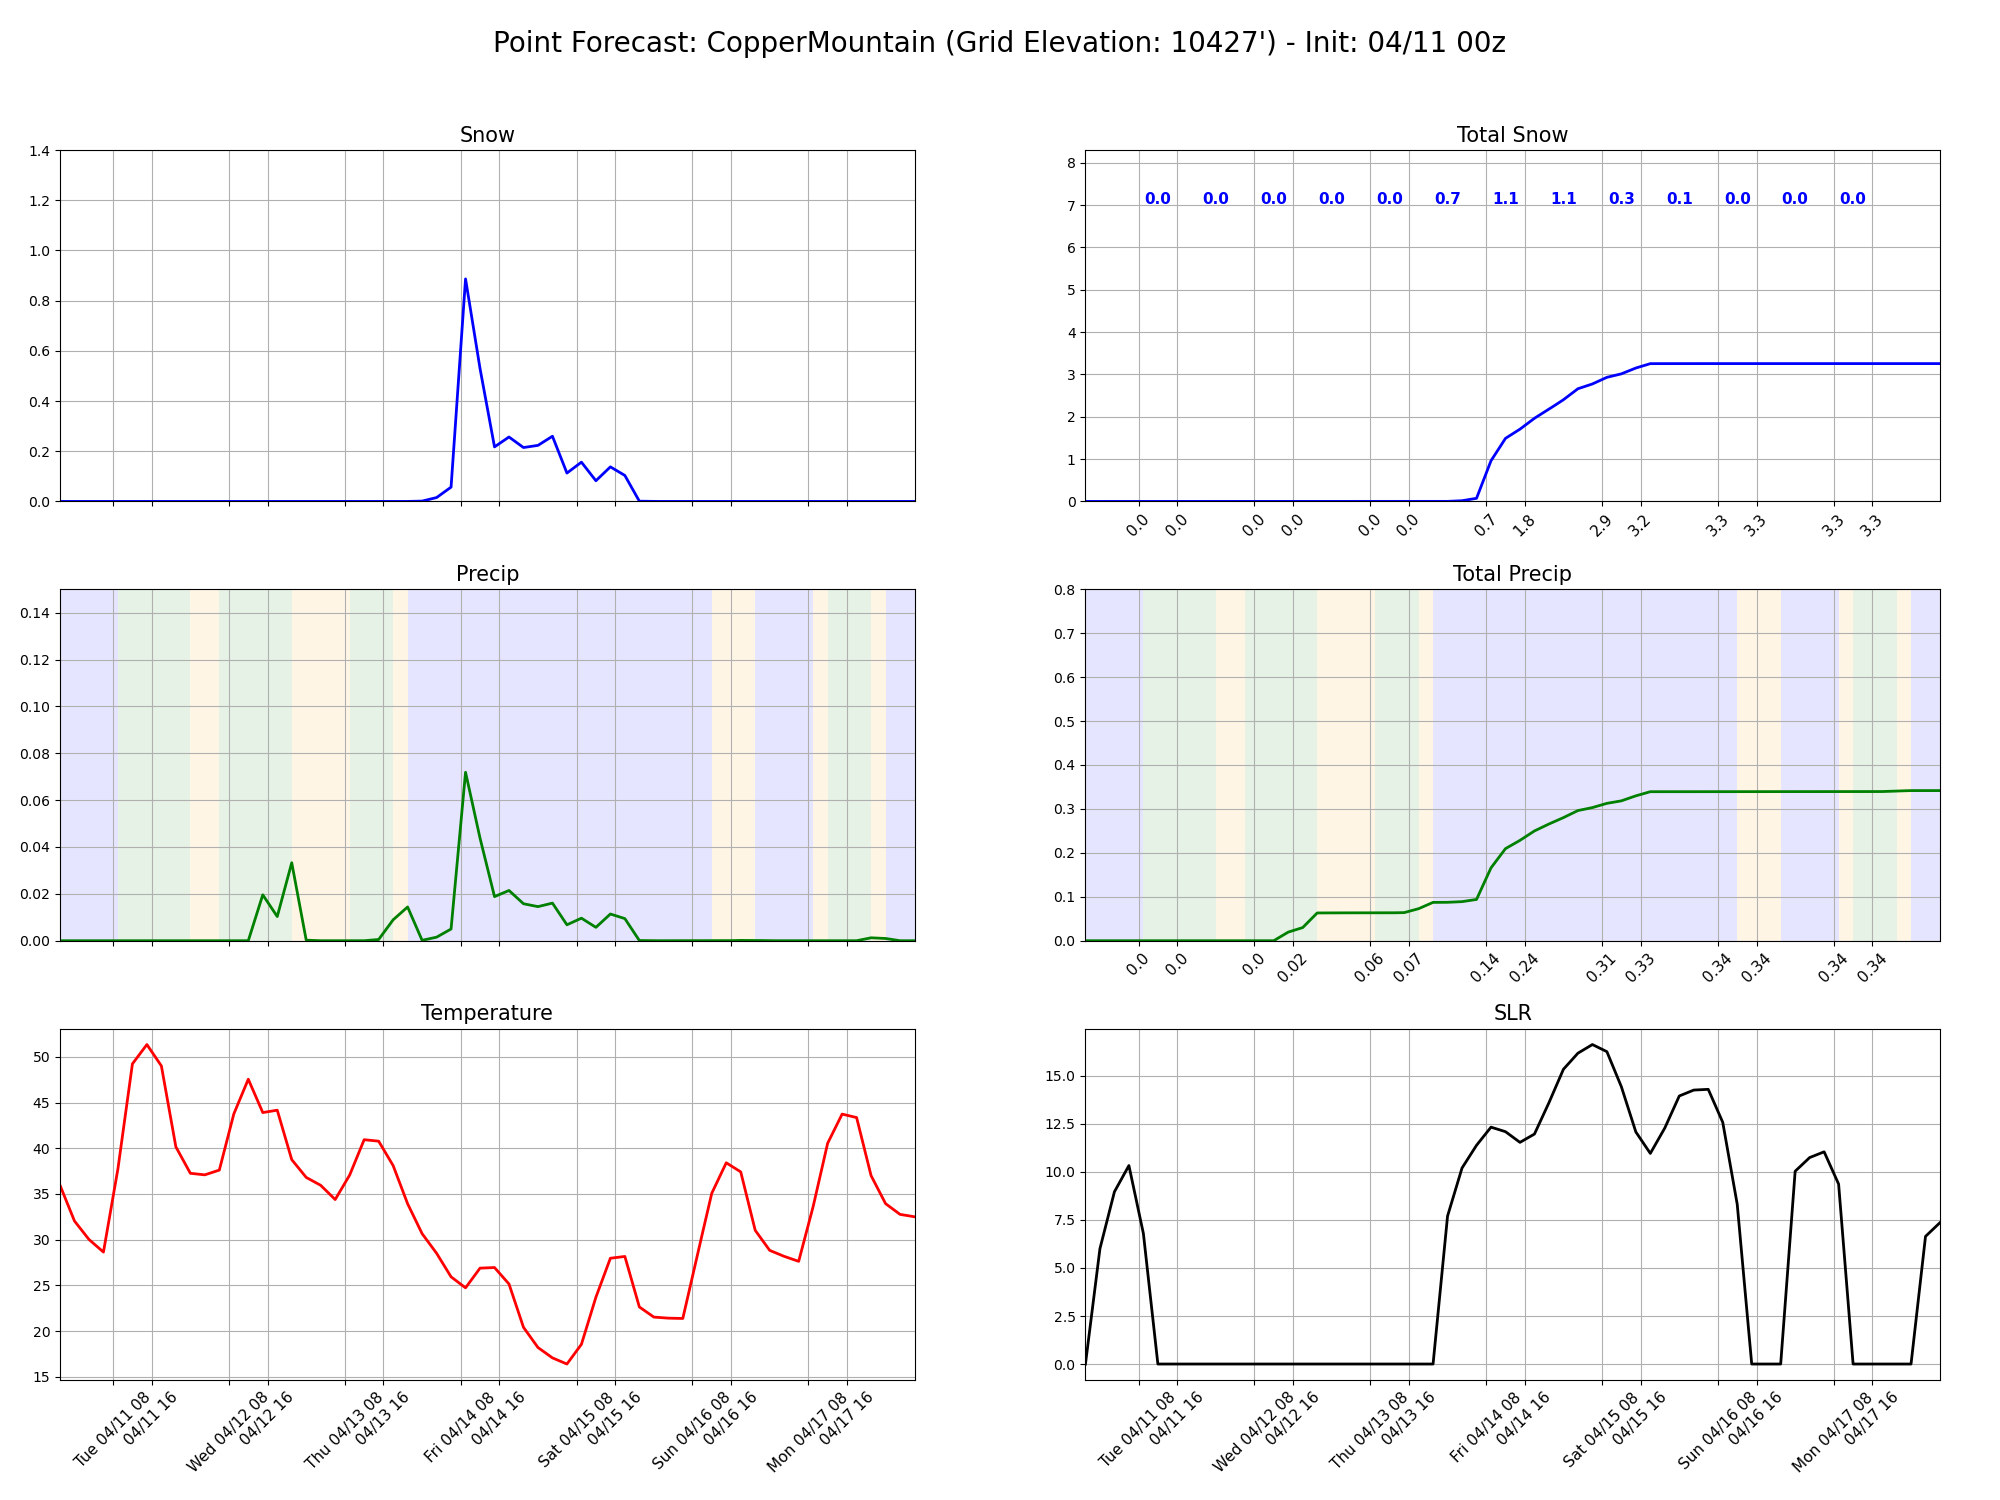 Point Forecast: CopperMountain (Grid Elevation: 10427') - Init: 04/11 00z
Snow
1.4
1.2
1.0
0.8
0.6
0.4
0.2
0.0
Total Snow
8
7
6
5
4
3
2
1
0
0.0 0.0 0.0 0.0 0.0 0.7 1.1 1.1 0.3 0.1 0.0 0.0 0.0
0.0 0.0 0.0 0.0 0.0 0.0 0.7 1.8 2.9 3.2 3.3 3.3 3.3 3.3
Precip
0.14
0.12
0.10
0.08
0.06
0.04
0.02
0.00
Total Precip
0.8
0.7
0.6
0.5
0.4
0.3
0.2
0.1
0.0
0.0 0.0 0.0 0.02 0.06 0.07 0.14 0.24 0.31 0.33 0.34 0.34 0.34 0.34
Temperature
50
45
40
35
30
25
20
15
Tue 04/11 08
04/11 16
Wed 04/12 08
04/12 16
Thu 04/13 08
04/13 16
Fri 04/14 08
04/14 16
Sat 04/15 08
04/15 16
Sun 04/16 08
04/16 16
Mon 04/17 08
04/17 16
SLR
15.0
12.5
10.0
7.5
5.0
2.5
0.0
Tue 04/11 08
04/11 16
Wed 04/12 08
04/12 16
Thu 04/13 08
04/13 16
Fri 04/14 08
04/14 16
Sat 04/15 08
04/15 16
Sun 04/16 08
04/16 16
Mon 04/17 08
04/17 16